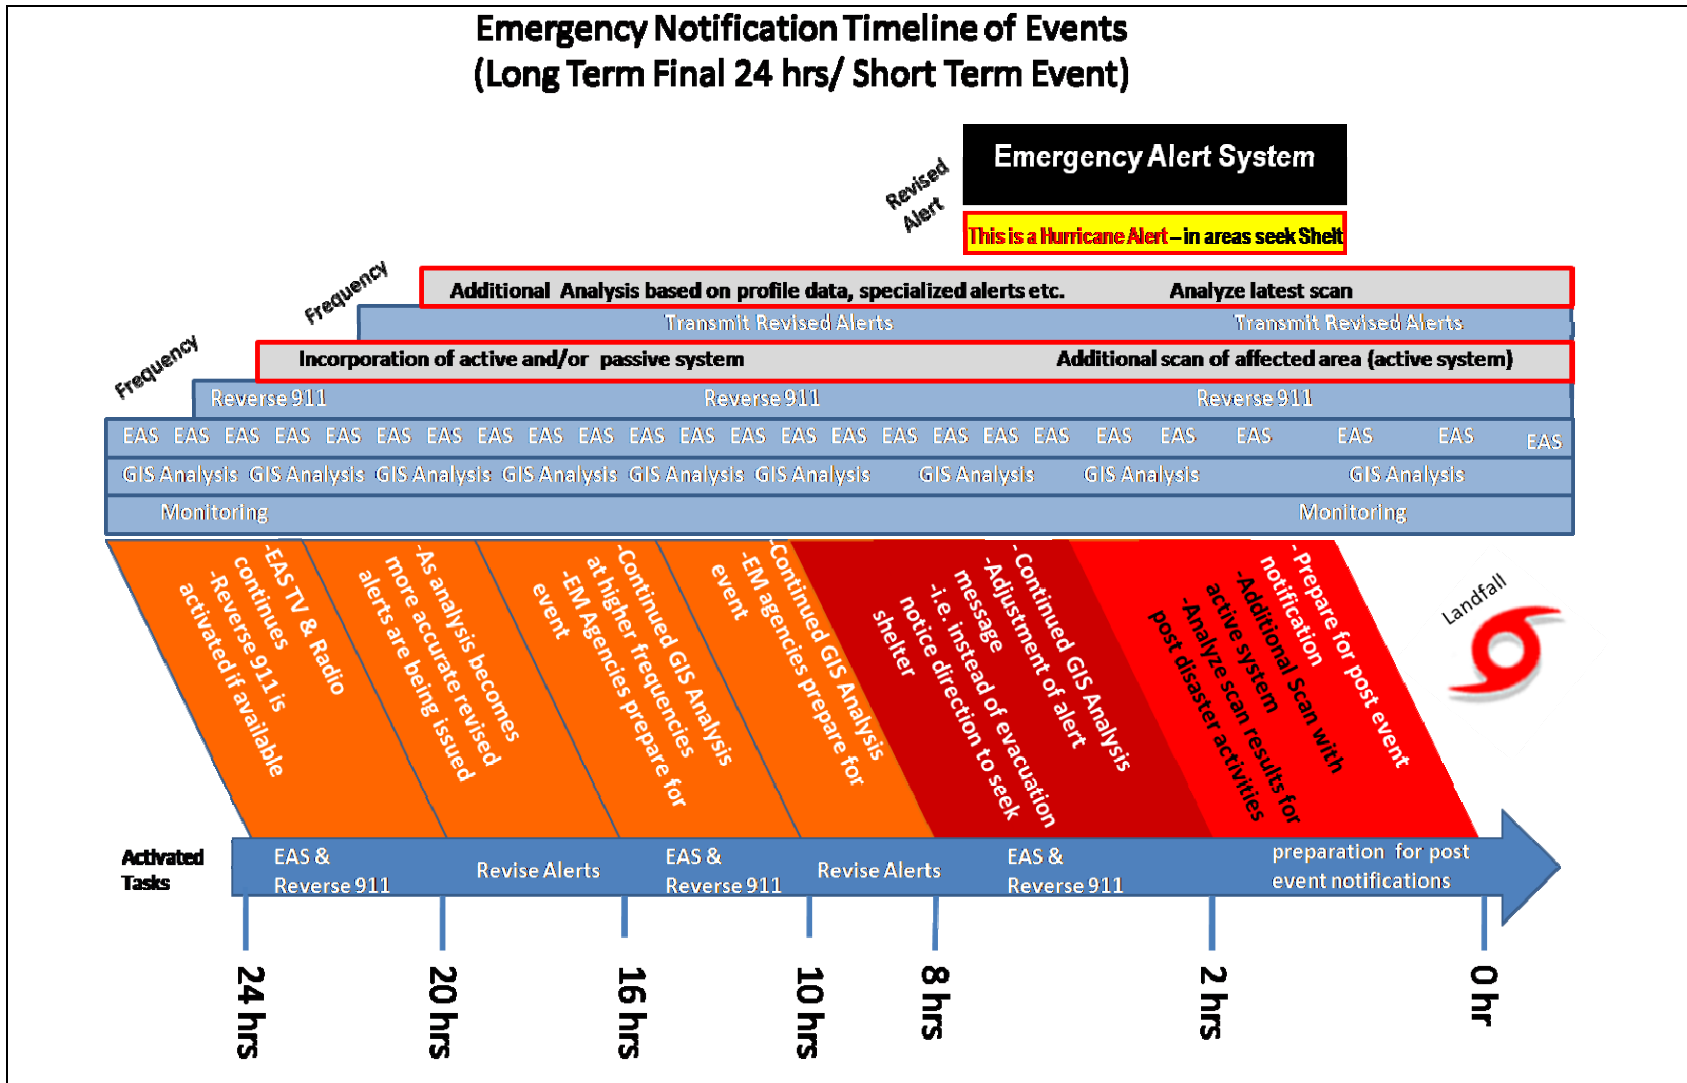 Emergency Notification Timeline of Events
(Long Term Final 24 hrs/ Short Term Event)
Revised
Alert
Emergency Alert System
This is a Hurricane Alert – in areas seek Shelt
Frequency
Additional Analysis based on profile data, specialized alerts etc.
Analyze latest scan
Transmit Revised Alerts
Transmit Revised Alerts
Frequency
Incorporation of active and/or passive system
Additional scan of affected area (active system)
Reverse 911
Reverse 911
Reverse 911
EAS EAS EAS EAS EAS EAS EAS EAS EAS EAS EAS EAS EAS EAS EAS EAS EAS EAS EAS EAS EAS EAS EAS EAS EAS
GIS Analysis GIS Analysis GIS Analysis GIS Analysis GIS Analysis GIS Analysis GIS Analysis GIS Analysis GIS Analysis
Monitoring
Monitoring
-EAS TV & Radio
continues
-Reverse 911 is
activated if available
-As analysis becomes
more accurate revised
alerts are being issued
-Continued GIS Analysis
at higher frequencies
-EM Agencies prepare for
event
-Continued GIS Analysis
-EM agencies prepare for
event
-Continued GIS Analysis
-Adjustment of alert
message
-i.e. instead of evacuation
notice direction to seek
shelter
-Prepare for post event
notification
-Additional Scan with
active system
-Analyze scan results for
post disaster activities
Landfall
Activated
Tasks
EAS &
Reverse 911
Revise Alerts
EAS &
Reverse 911
Revise Alerts
EAS &
Reverse 911
preparation for post
event notifications
24 hrs
20 hrs
16 hrs
10 hrs
8 hrs
2 hrs
0 hr